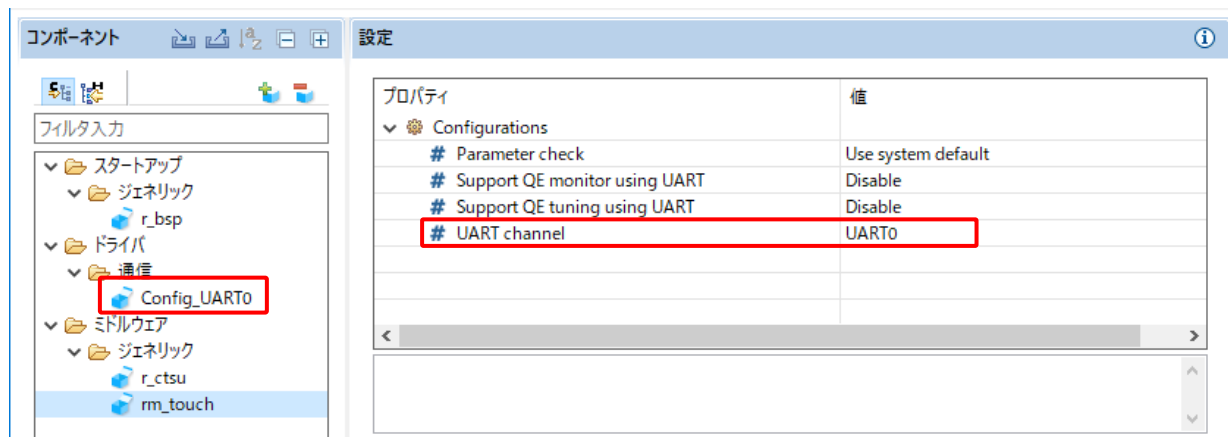 コンポーネント
設定
フィルタ入力
スタートアップ
ジェネリック
r_bsp
ドライバ
通信
Config_UART0
ミドルウェア
ジェネリック
r_ctsu
rm_touch
プロパティ 値
Configurations
# Parameter check Use system default
# Support QE monitor using UART Disable
# Support QE tuning using UART Disable
# UART channel UART0